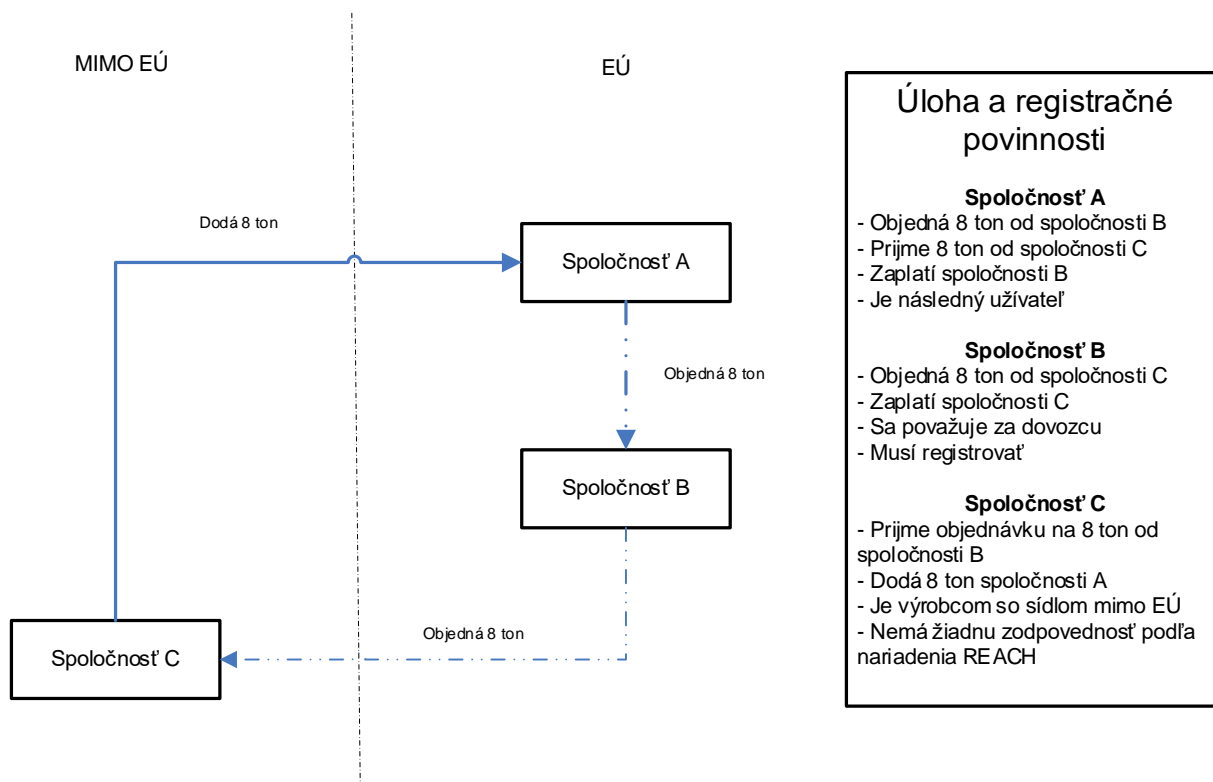 MIMO EÚ
EÚ
Dodá 8 ton
Spoločnosť A
Objedná 8 ton
Spoločnosť B
Objedná 8 ton
Spoločnosť C
Úloha a registračné
povinnosti
Spoločnosť A
- Objedná 8 ton od spoločnosti B
- Prijme 8 ton od spoločnosti C
- Zaplatí spoločnosti B
- Je následný užívateľ
Spoločnosť B
- Objedná 8 ton od spoločnosti C
- Zaplatí spoločnosti C
- Sa považuje za dovozcu
- Musí registrovať
Spoločnosť C
- Prijme objednávku na 8 ton od
spoločnosti B
- Dodá 8 ton spoločnosti A
- Je výrobcom so sídlom mimo EÚ
- Nemá žiadnu zodpovednosť podľa
nariadenia REACH